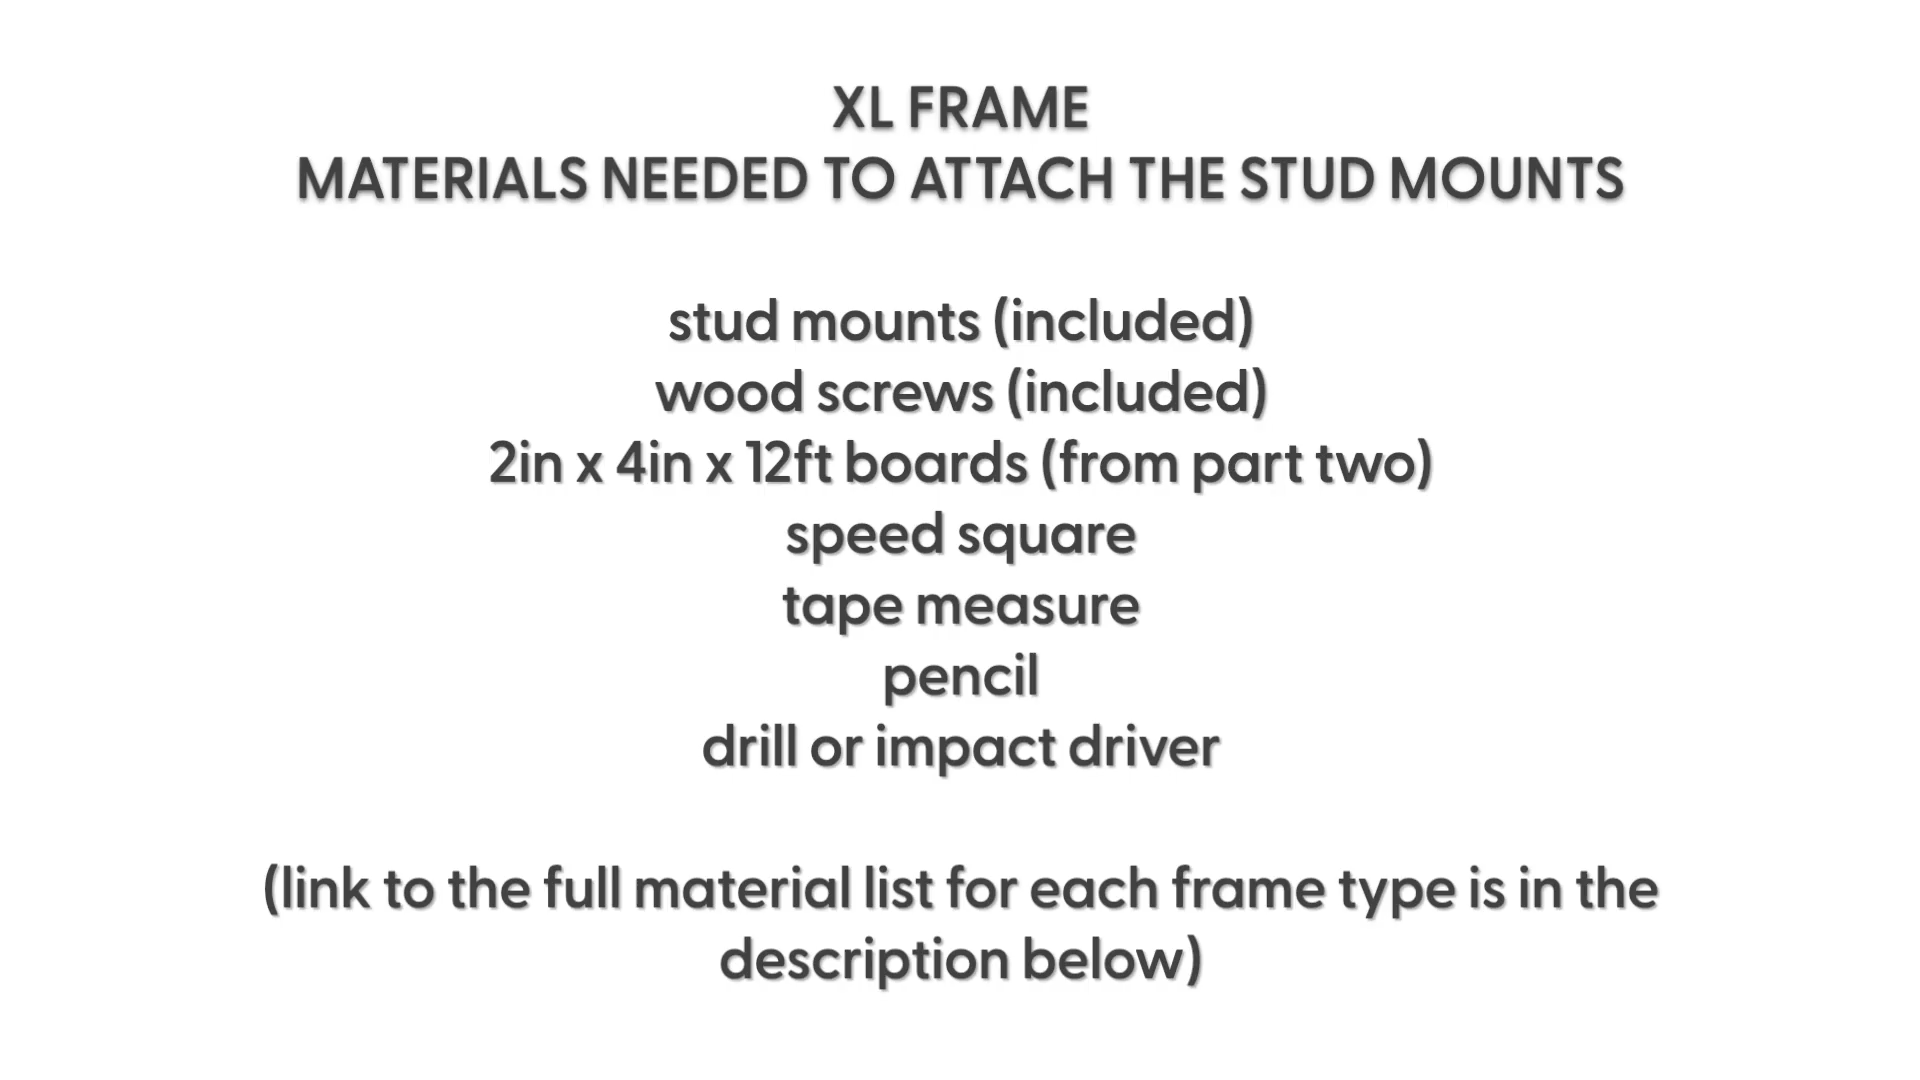 XL FRAME
MATERIALS NEEDED TO ATTACH THE STUD MOUNTS
stud mounts (included)
wood screws (included)
2in x 4in x 12ft boards (from part two)
speed square
tape measure
pencil
drill or impact driver
(link to the full material list for each frame type is in the
description below)